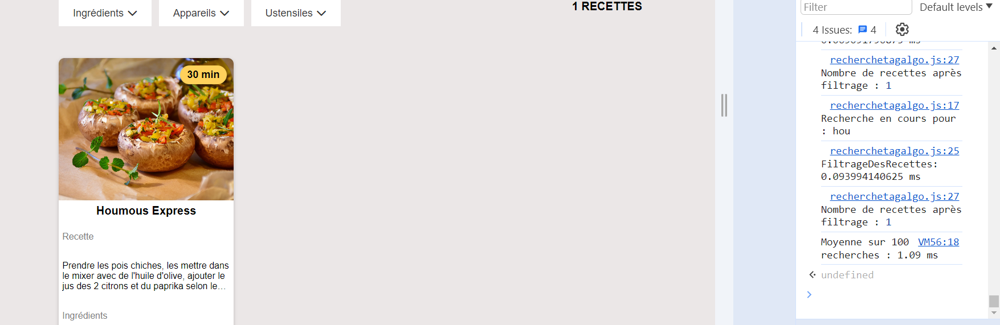 Ingrédients
Appareils
Ustensiles
1 RECETTES
30 min
Houmous Express
Recette
Prendre les pois chiches, les mettre dans
le mixer avec de l'huile d'olive, ajouter le
jus des 2 citrons et du paprika selon le…
Ingrédients
Filter
Default levels
4 Issues: 4
recherchetagalgo.js:27
Nombre de recettes après
filtrage : 1
recherchetagalgo.js:17
Recherche en cours pour
: hou
recherchetagalgo.js:25
FiltrageDesRecettes:
0.093994140625 ms
recherchetagalgo.js:27
Nombre de recettes après
filtrage : 1
Moyenne sur 100 VM56:18
recherches : 1.09 ms
undefined